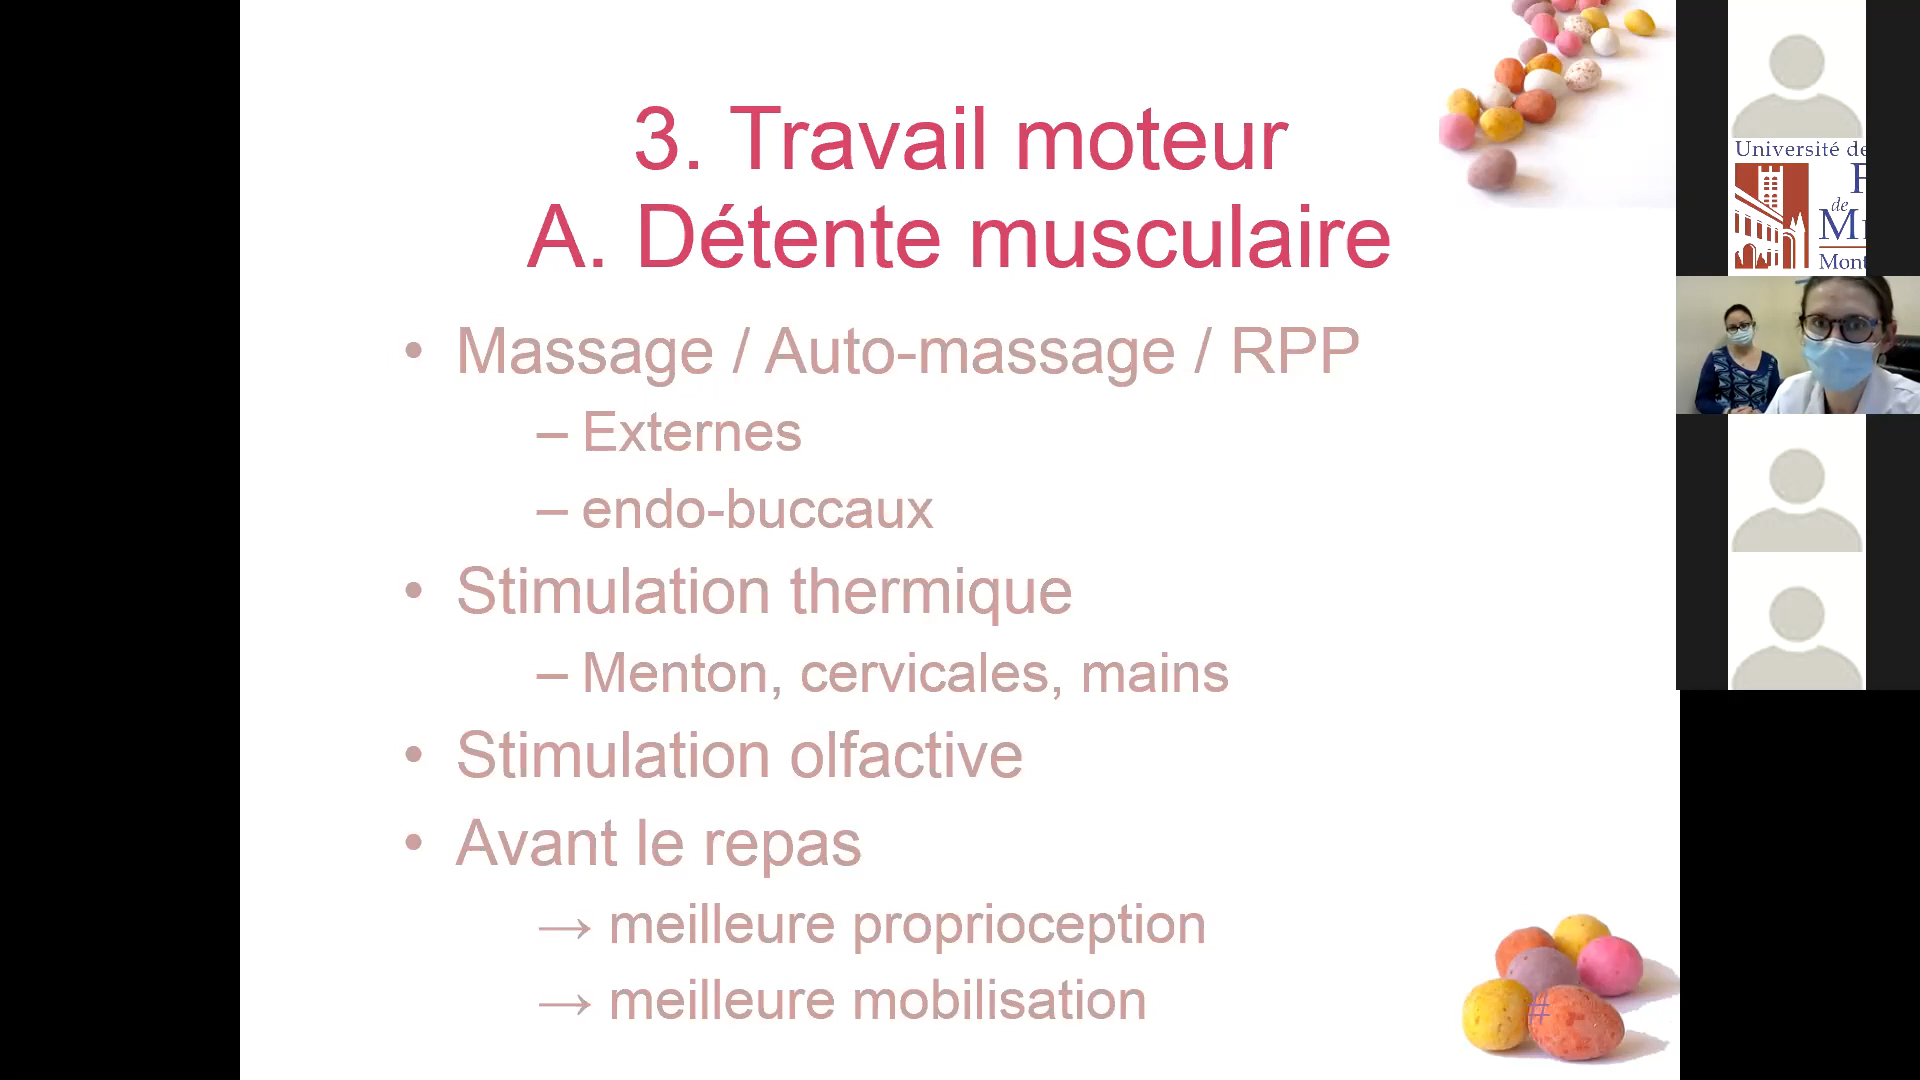 3. Travail moteur
A. Détente musculaire
• Massage / Auto-massage / RPP
– Externes
– endo-buccaux
• Stimulation thermique
– Menton, cervicales, mains
• Stimulation olfactive
• Avant le repas
→ meilleure proprioception
→ meilleure mobilisation
#
Université de
de
Mont